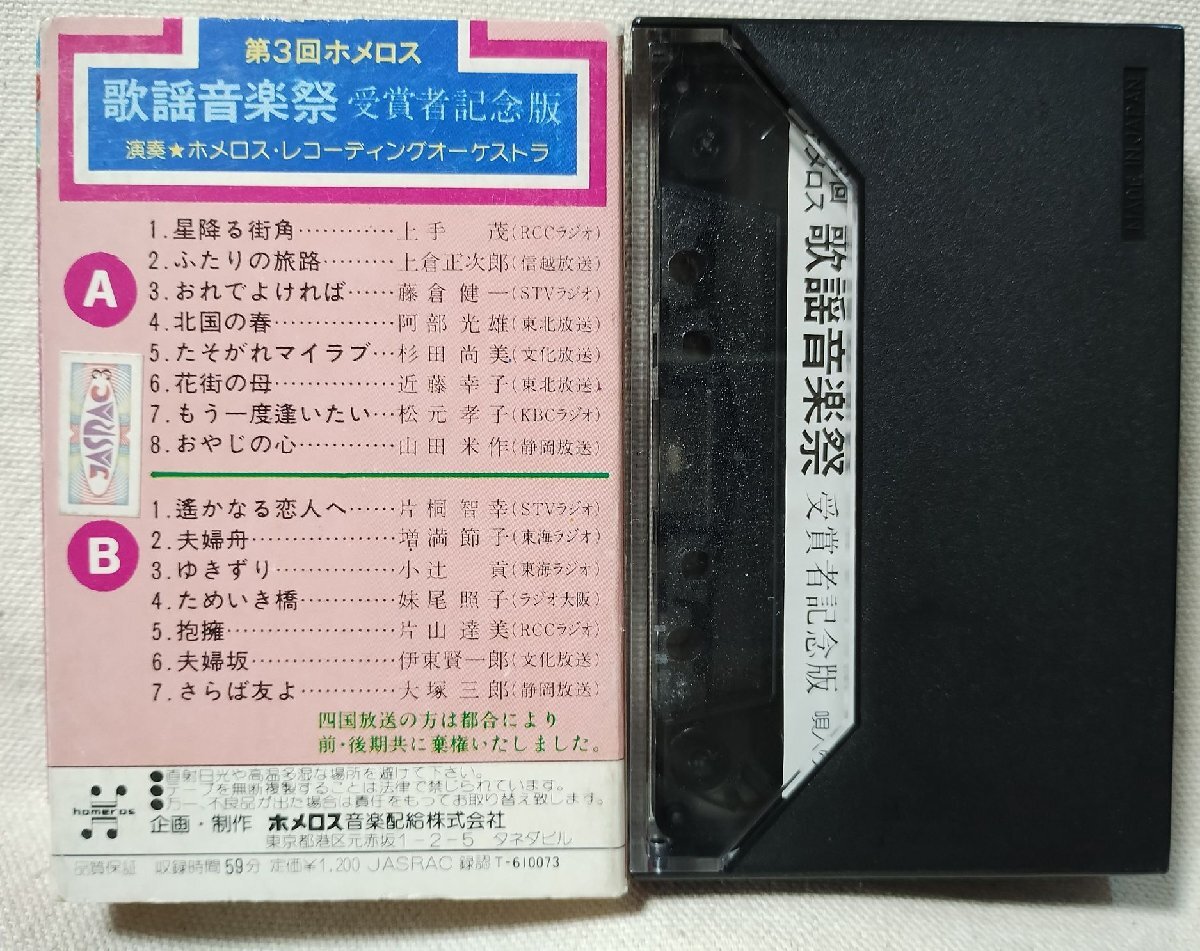 第3回ホメロス
歌謡音楽祭 受賞者記念版
演奏★ホメロス・レコーディングオーケストラ
A
1.星降る街角…………上手 茂(RCCラジオ)
2.ふたりの旅路………土倉正次郎(信越放送)
3.おれでよければ……藤倉健一(STVラジオ)
4.北国の春……………阿部光雄(東北放送)
5.たそがれマイラブ…杉田尚美(文化放送)
6.花街の母……………近藤幸子(東北放送)
7.もう一度逢いたい…松元孝子(KBCラジオ)
8.おやじの心…………山田米作(静岡放送)
JASRAC
B
1.遙かなる恋人へ……片桐智幸(STVラジオ)
2.夫婦舟………………増満節子(東海ラジオ)
3.ゆきずり……………小辻 貢(東海ラジオ)
4.ためいき橋…………妹尾照子(ラジオ大阪)
5.抱擁…………………片山達美(RCCラジオ)
6.夫婦坂………………伊東賢一郎(文化放送)
7.さらば友よ…………大塚三郎(静岡放送)
四国放送の方は都合により
前・後期共に棄権いたしました。
●直射日光や高温多湿な場所を避けて下さい。
●テープを無断複製することは法律で禁じられています。
●万一、不良品が出た場合は責任をもってお取り替え致します。
homeros
企画・制作 ホメロス音楽配給株式会社
東京都港区元赤坂1-2-5 タネダビル
品質保証 収録時間59分 定価¥1,200 JASRAC 録認T-610073
歌謡音楽祭 受賞者記念版
MADE IN JAPAN